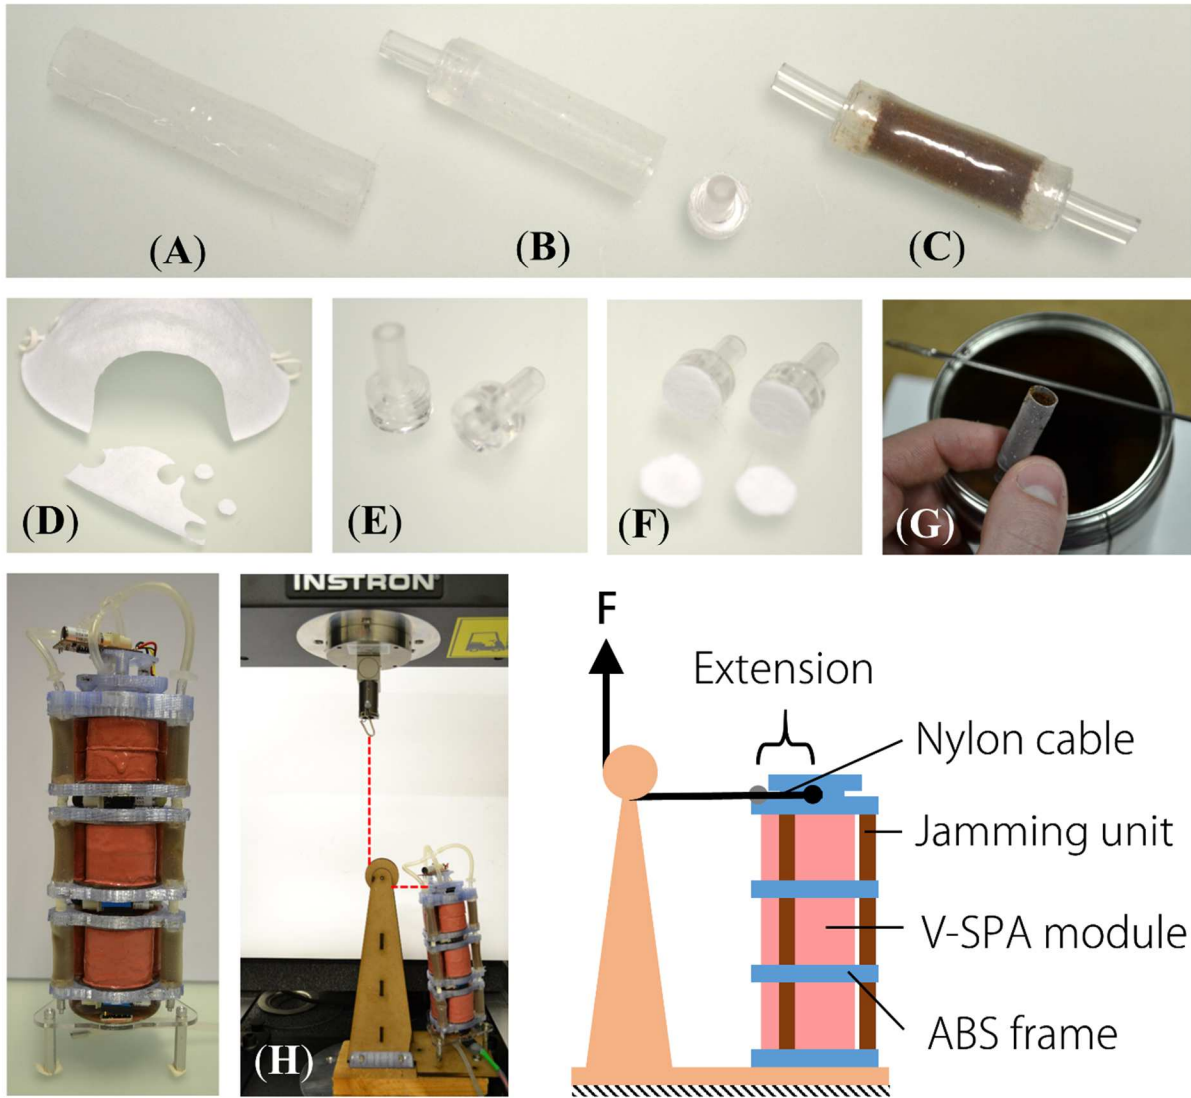 (A)
(B)
(C)
(D)
(E)
(F)
(G)
INSTRON
(H)
F
Extension
Nylon cable
Jamming unit
V-SPA module
ABS frame